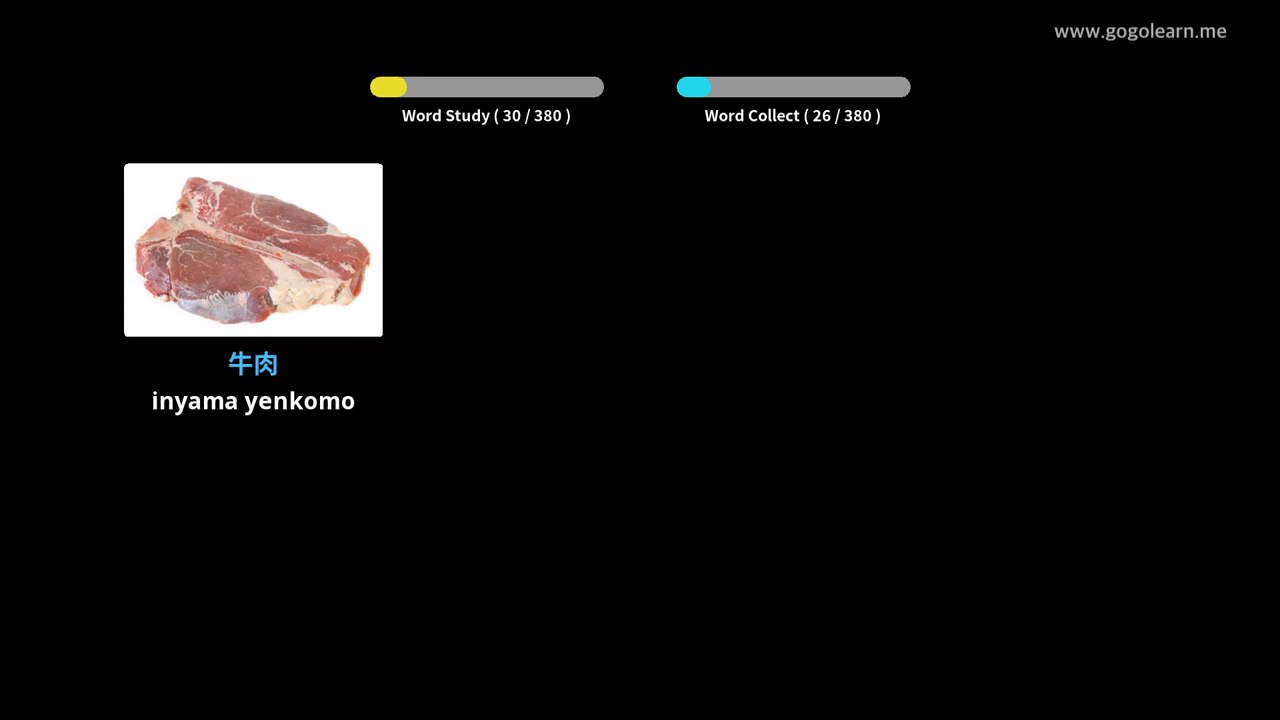 www.gogolearn.me
Word Study ( 30 / 380 )
Word Collect ( 26 / 380 )
牛肉
inyama yenkomo